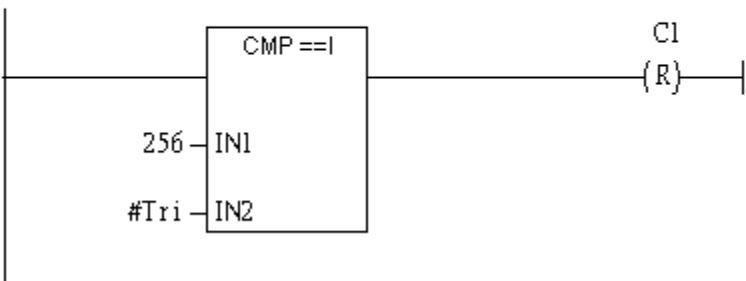 CMP ==I
C1
(R)
256
IN1
#Tri
IN2